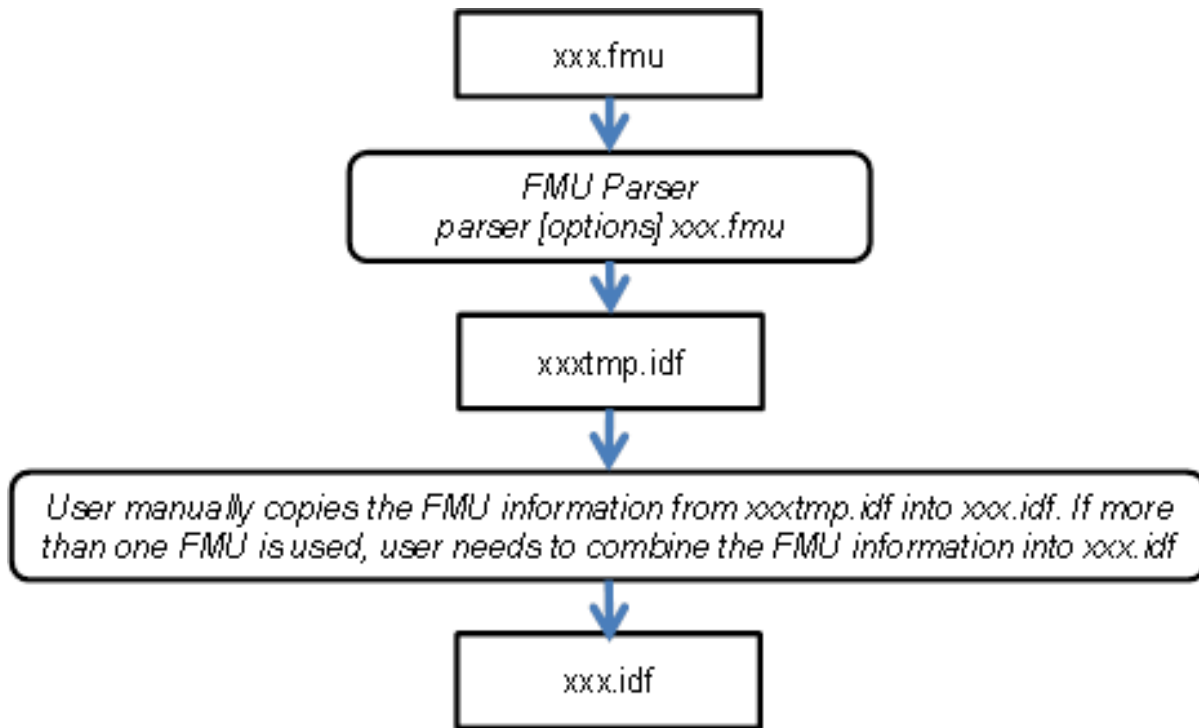 xxx.fmu
FMU Parser
parser [options] xxx.fmu
xxxtmp.idf
User manually copies the FMU information from xxxtmp.idf into xxx.idf. If more
than one FMU is used, user needs to combine the FMU information into xxx.idf
xxx.idf